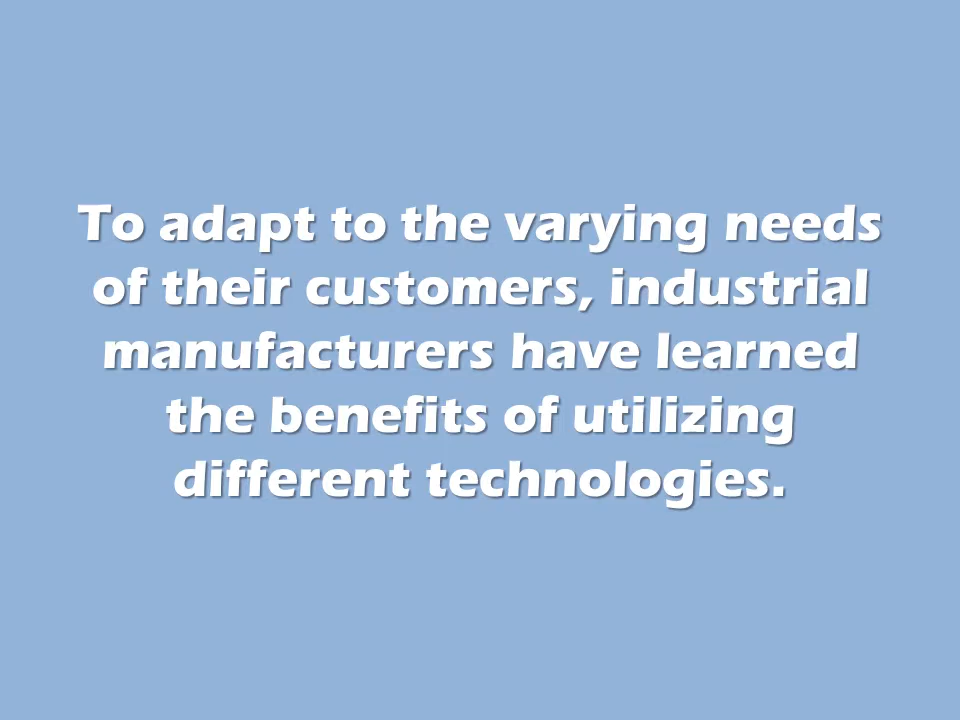 To adapt to the varying needs
of their customers, industrial
manufacturers have learned
the benefits of utilizing
different technologies.